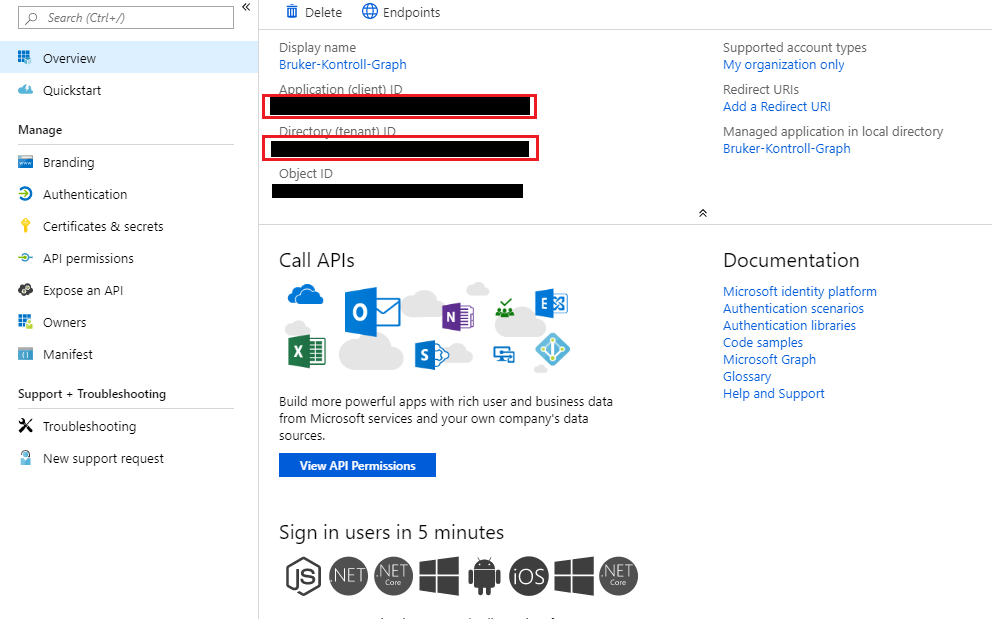 Search (Ctrl+/)
«
Overview
Quickstart
Manage
Branding
Authentication
Certificates & secrets
API permissions
Expose an API
Owners
Manifest
Support + Troubleshooting
Troubleshooting
New support request
Delete
Endpoints
Display name
Bruker-Kontroll-Graph
Application (client) ID
Directory (tenant) ID
Object ID
Supported account types
My organization only
Redirect URIs
Add a Redirect URI
Managed application in local directory
Bruker-Kontroll-Graph
Call APIs
O
N
E
X
S
Build more powerful apps with rich user and business data
from Microsoft services and your own company's data
sources.
View API Permissions
Documentation
Microsoft identity platform
Authentication scenarios
Authentication libraries
Code samples
Microsoft Graph
Glossary
Help and Support
Sign in users in 5 minutes
JS
.NET
.NET
Core
iOS
.NET
Core